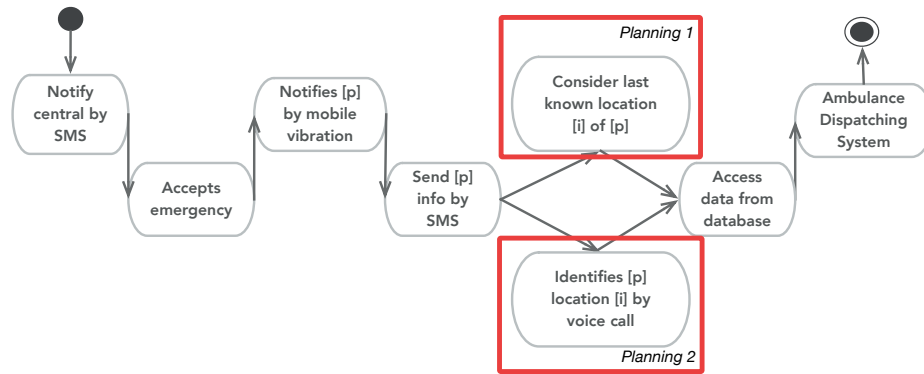 Notify
central by
SMS
Accepts
emergency
Notifies [p]
by mobile
vibration
Send [p]
info by
SMS
Planning 1
Consider last
known location
[i] of [p]
Identifies [p]
location [i] by
voice call
Planning 2
Access
data from
database
Ambulance
Dispatching
System